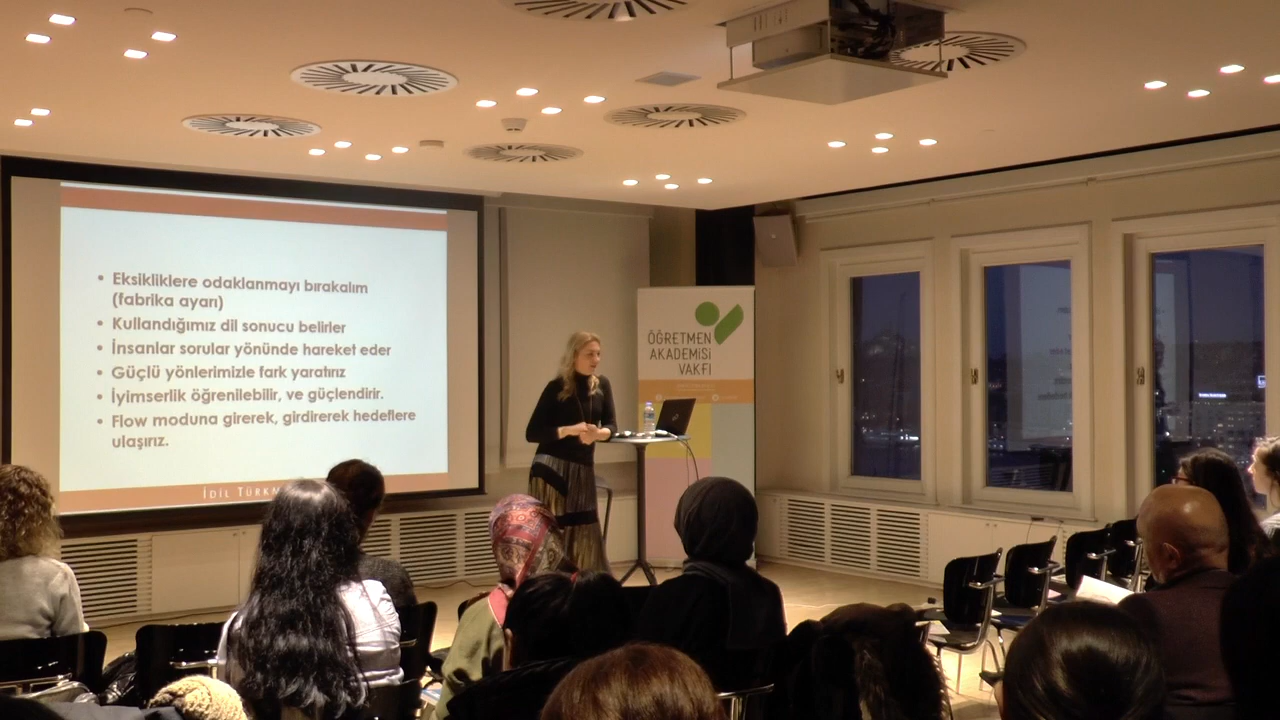 • Eksikliklere odaklanmayı bırakalım
(fabrika ayarı)
• Kullandığımız dil sonucu belirler
• İnsanlar sorular yönünde hareket eder
• Güçlü yönlerimizle fark yaratırız
• İyimserlik öğrenilebilir, ve güçlendirir.
• Flow moduna girerek, girdirerek hedeflere
ulaşırız.
İDİL
ÖĞRETMEN
AKADEMİSİ
VAKFI